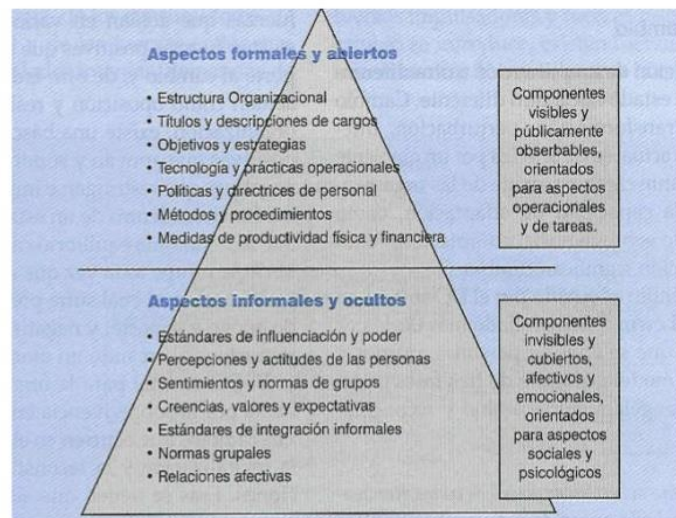 Aspectos formales y abiertos
• Estructura Organizacional
• Títulos y descripciones de cargos
• Objetivos y estrategias
• Tecnología y prácticas operacionales
• Políticas y directrices de personal
• Métodos y procedimientos
• Medidas de productividad física y financiera
Componentes
visibles y
públicamente
observables,
orientados
para aspectos
operacionales
y de tareas.
Aspectos informales y ocultos
• Estándares de influenciación y poder
• Percepciones y actitudes de las personas
• Sentimientos y normas de grupos
• Creencias, valores y expectativas
• Estándares de integración informales
• Normas grupales
• Relaciones afectivas
Componentes
invisibles y
cubiertos,
afectivos y
emocionales,
orientados
para aspectos
sociales y
psicológicos